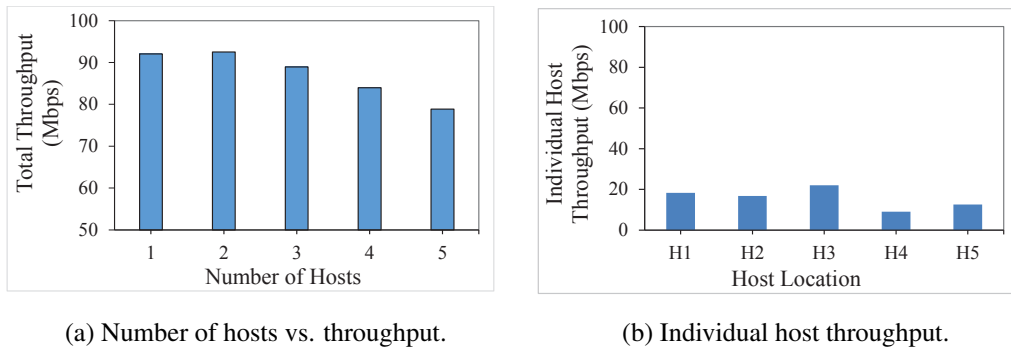 100
90
80
70
60
50
Total Throughput
(Mbps)
1 2 3 4 5
Number of Hosts
(a) Number of hosts vs. throughput.
100
80
60
40
20
0
Individual Host
Throughput (Mbps)
H1 H2 H3 H4 H5
Host Location
(b) Individual host throughput.